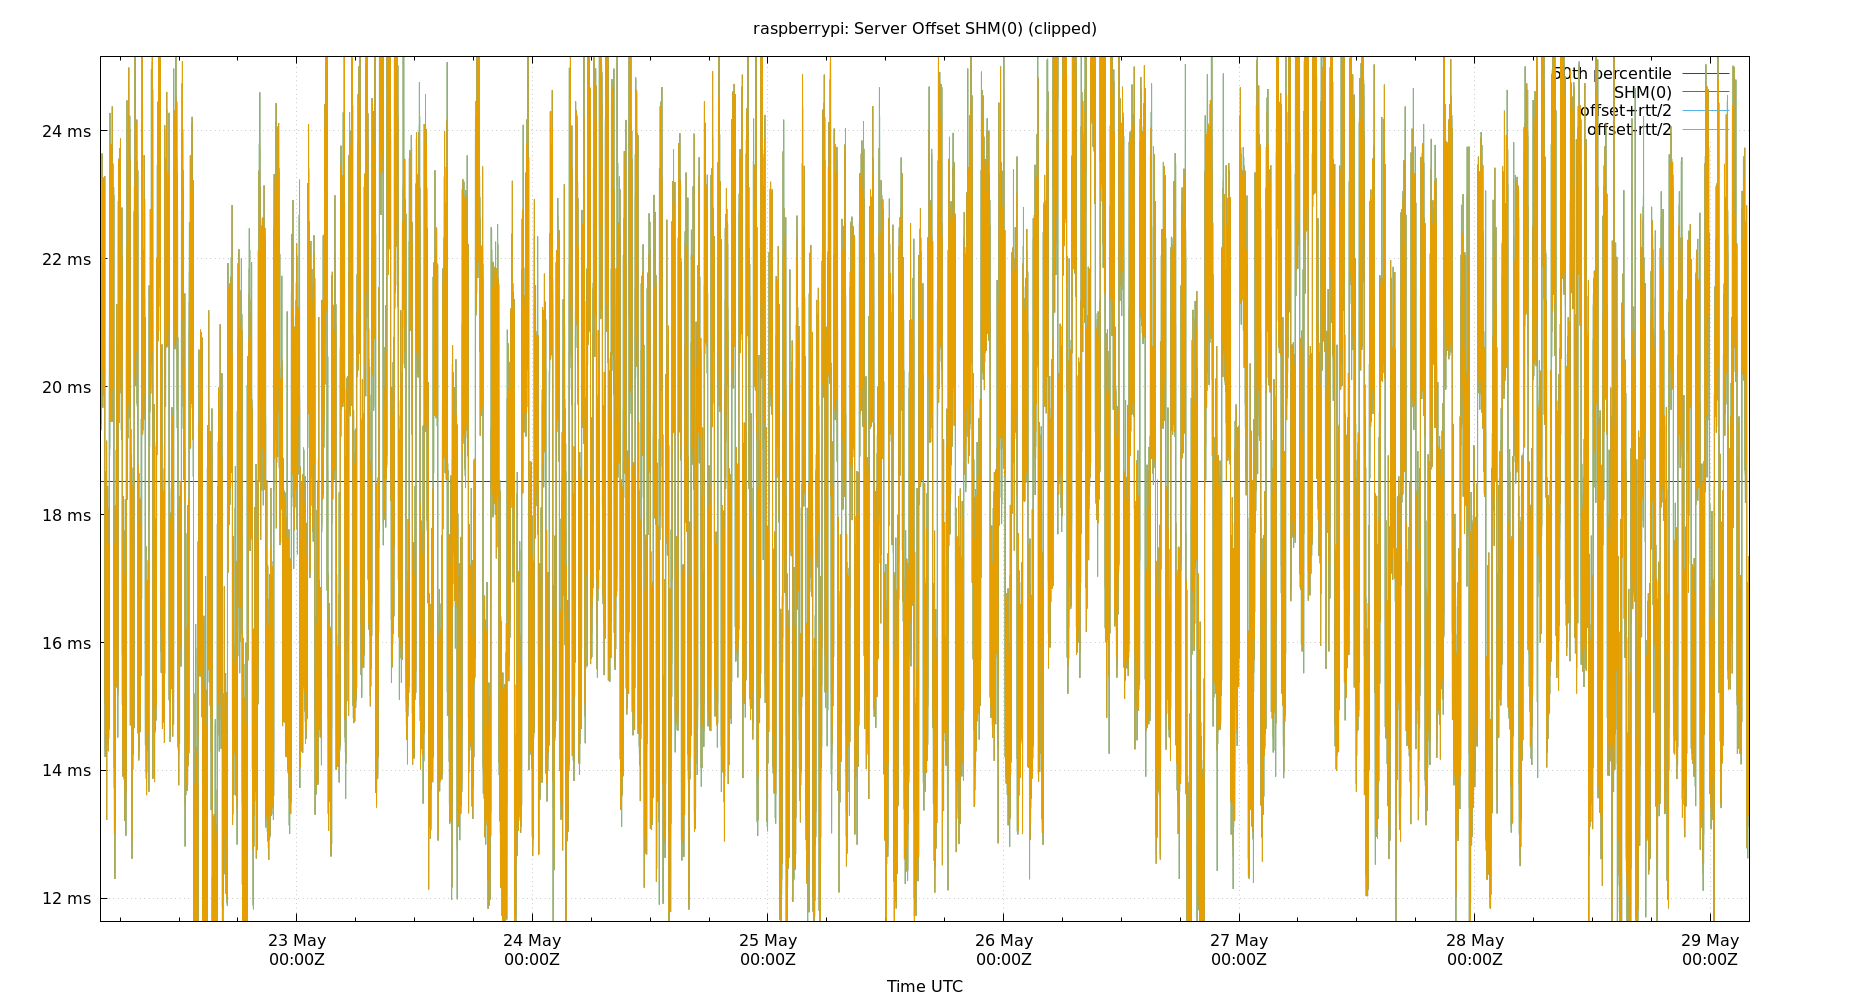 raspberrypi: Server Offset SHM(0) (clipped)
50th percentile
SHM(0)
offset+rtt/2
offset-rtt/2
24 ms
22 ms
20 ms
18 ms
16 ms
14 ms
12 ms
23 May 24 May 25 May 26 May 27 May 28 May 29 May
00:00Z 00:00Z 00:00Z 00:00Z 00:00Z 00:00Z 00:00Z
Time UTC